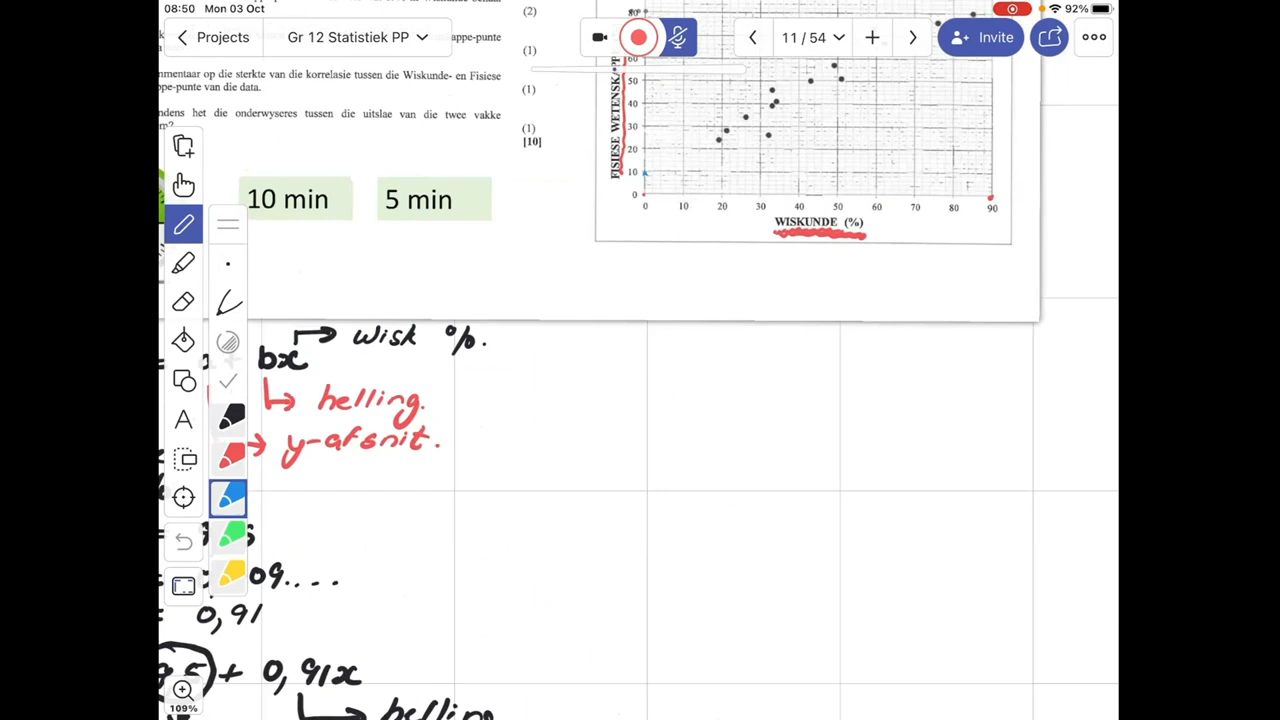 08:50 Mon 03 Oct
92%
Projects
Gr 12 Statistiek PP
11 / 54
Invite
(2)
appe-punte
(1)
mmentaar op die sterkte van die korrelasie tussen die Wiskunde- en Fisiese
ppe-punte van die data.
(1)
ndens het die onderwyseres tussen die uitslae van die twee vakke
m?
(1)
[10]
10 min
5 min
FISIESE WETENSK
80
60
50
40
30
20
10
0
0 10 20 30 40 50 60 70 80 90
WISKUNDE (%)
Wisk %.
bx
helling.
y-afsnit.
09....
= 0,91
+ 0,91x
helling
A
109%